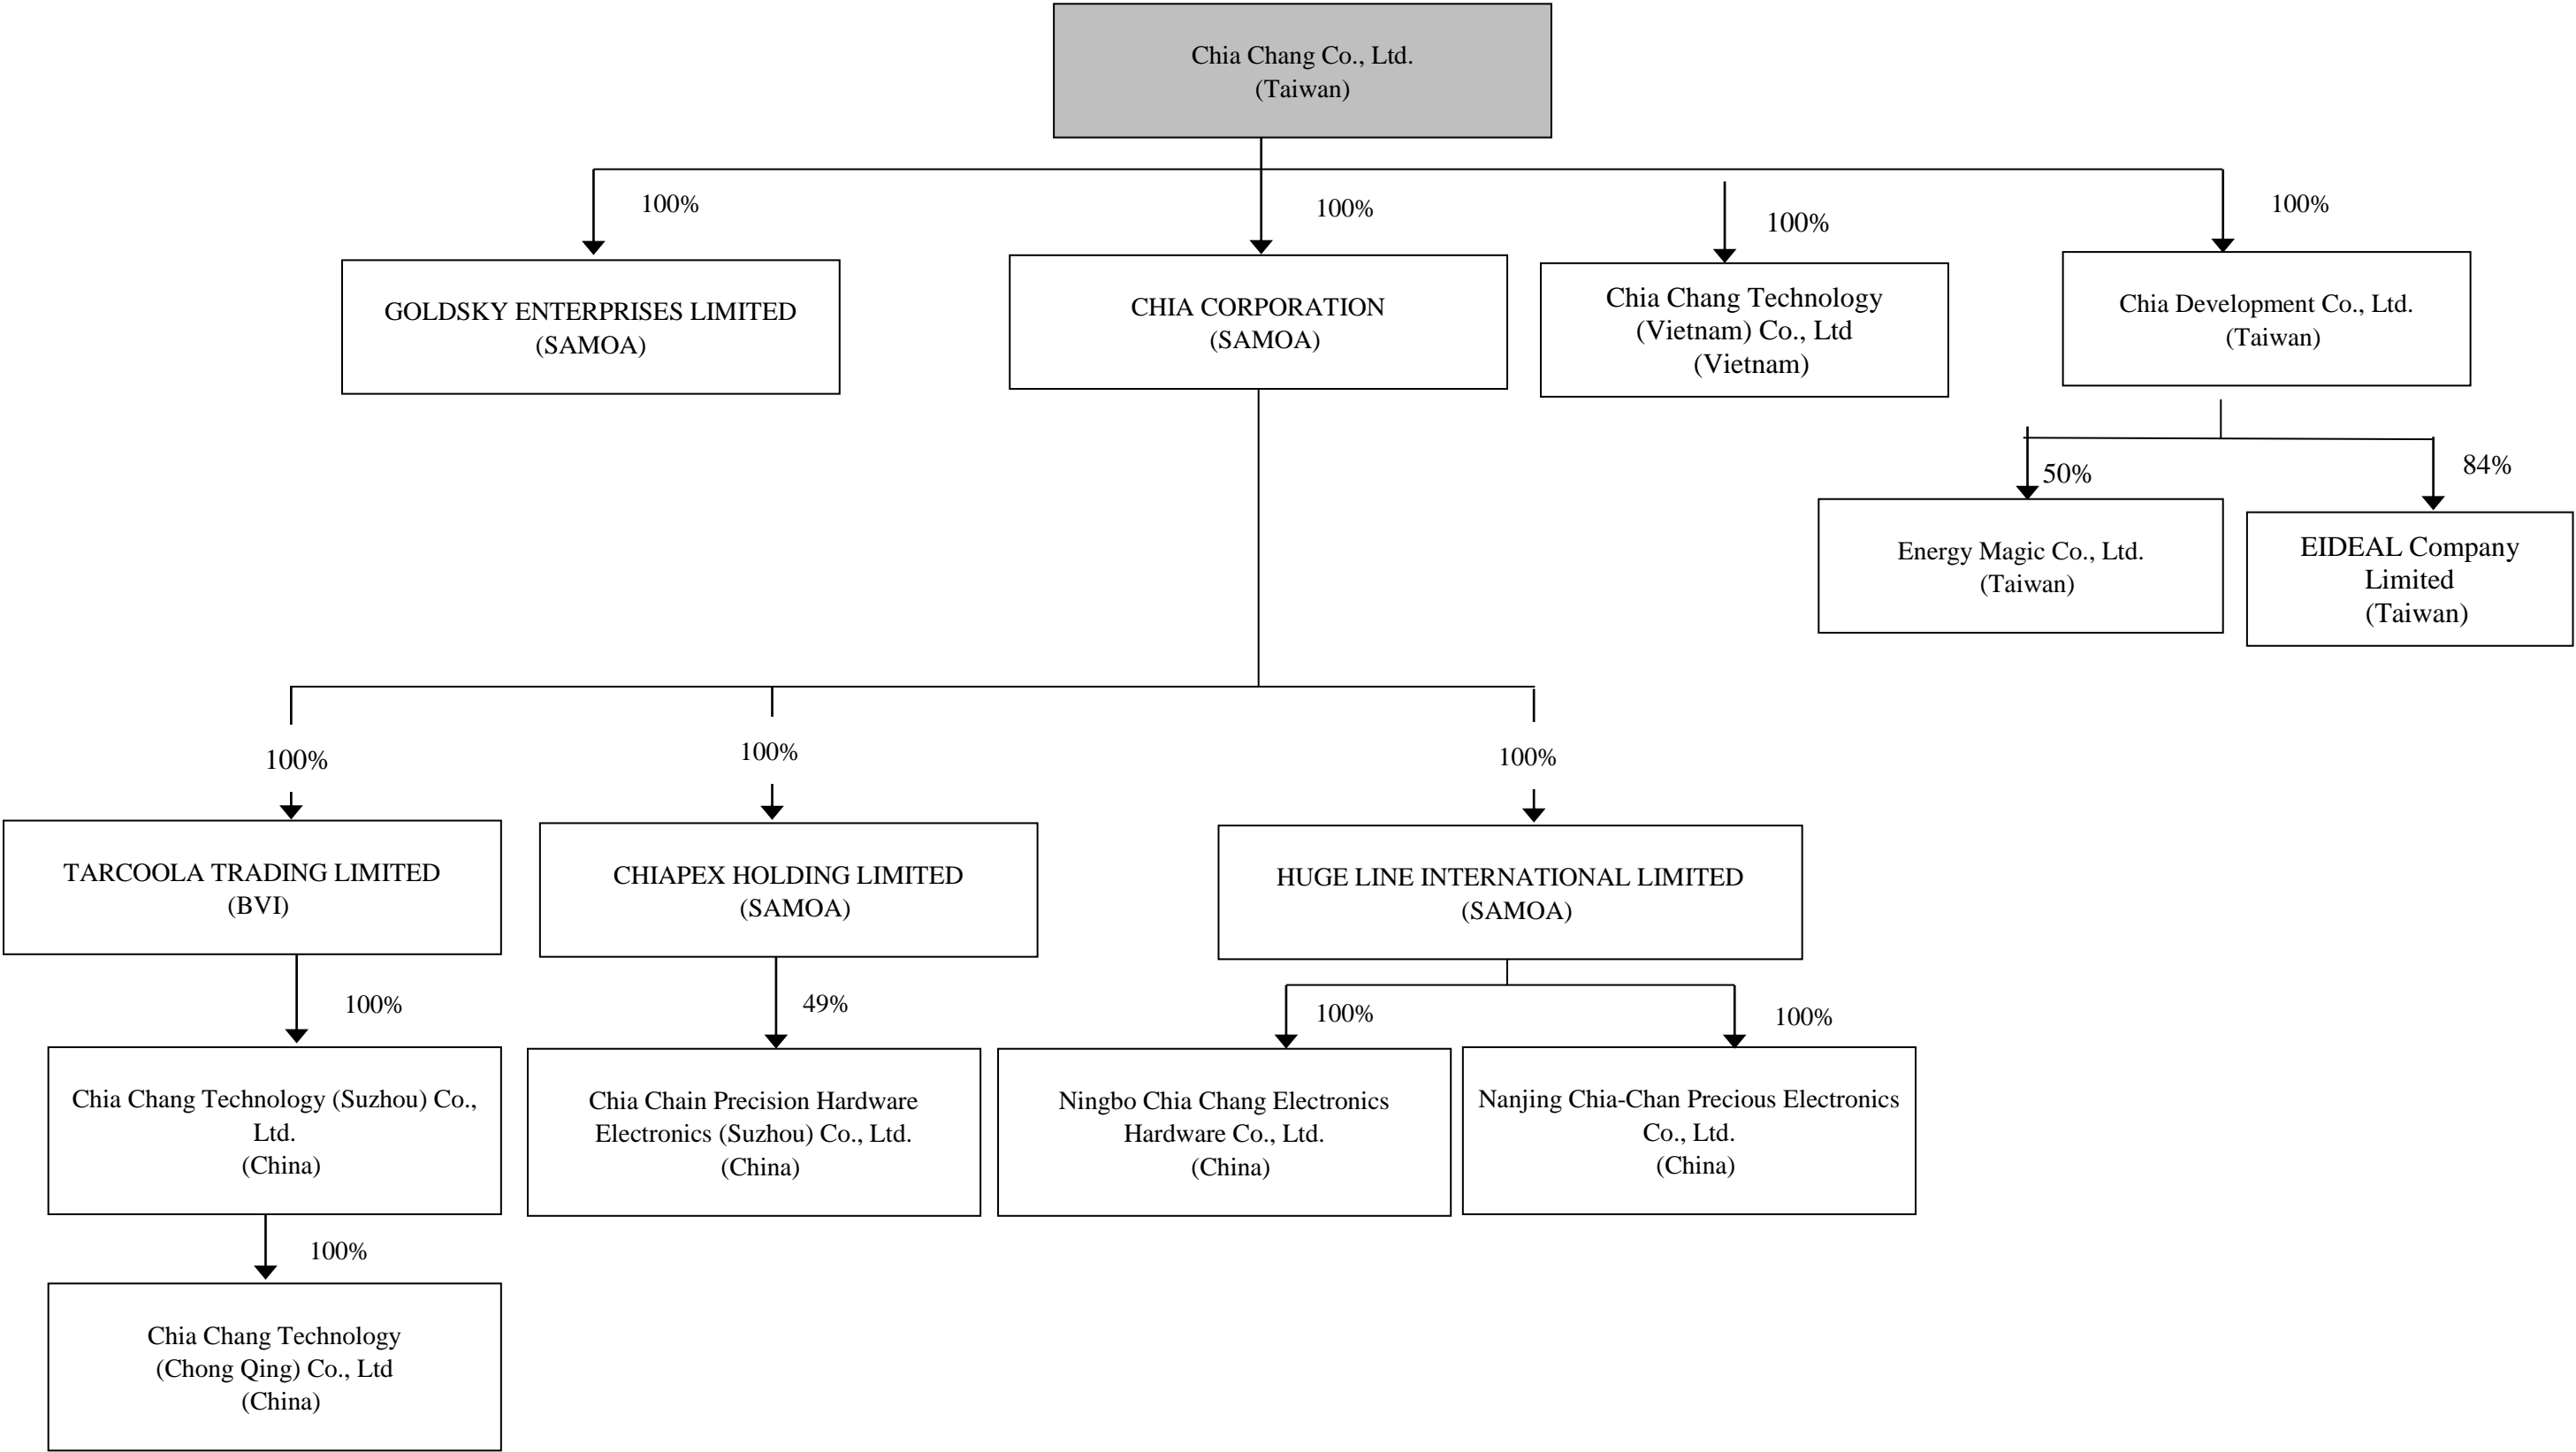 Chia Chang Co., Ltd.
(Taiwan)
100%
100%
100%
100%
GOLDSKY ENTERPRISES LIMITED
(SAMOA)
CHIA CORPORATION
(SAMOA)
Chia Chang Technology
(Vietnam) Co., Ltd
(Vietnam)
Chia Development Co., Ltd.
(Taiwan)
50%
84%
Energy Magic Co., Ltd.
(Taiwan)
EIDEAL Company
Limited
(Taiwan)
100%
100%
100%
TARCOOLA TRADING LIMITED
(BVI)
CHIAPEX HOLDING LIMITED
(SAMOA)
HUGE LINE INTERNATIONAL LIMITED
(SAMOA)
100%
49%
100%
100%
Chia Chang Technology (Suzhou) Co.,
Ltd.
(China)
Chia Chain Precision Hardware
Electronics (Suzhou) Co., Ltd.
(China)
Ningbo Chia Chang Electronics
Hardware Co., Ltd.
(China)
Nanjing Chia-Chan Precious Electronics
Co., Ltd.
(China)
100%
Chia Chang Technology
(Chong Qing) Co., Ltd
(China)